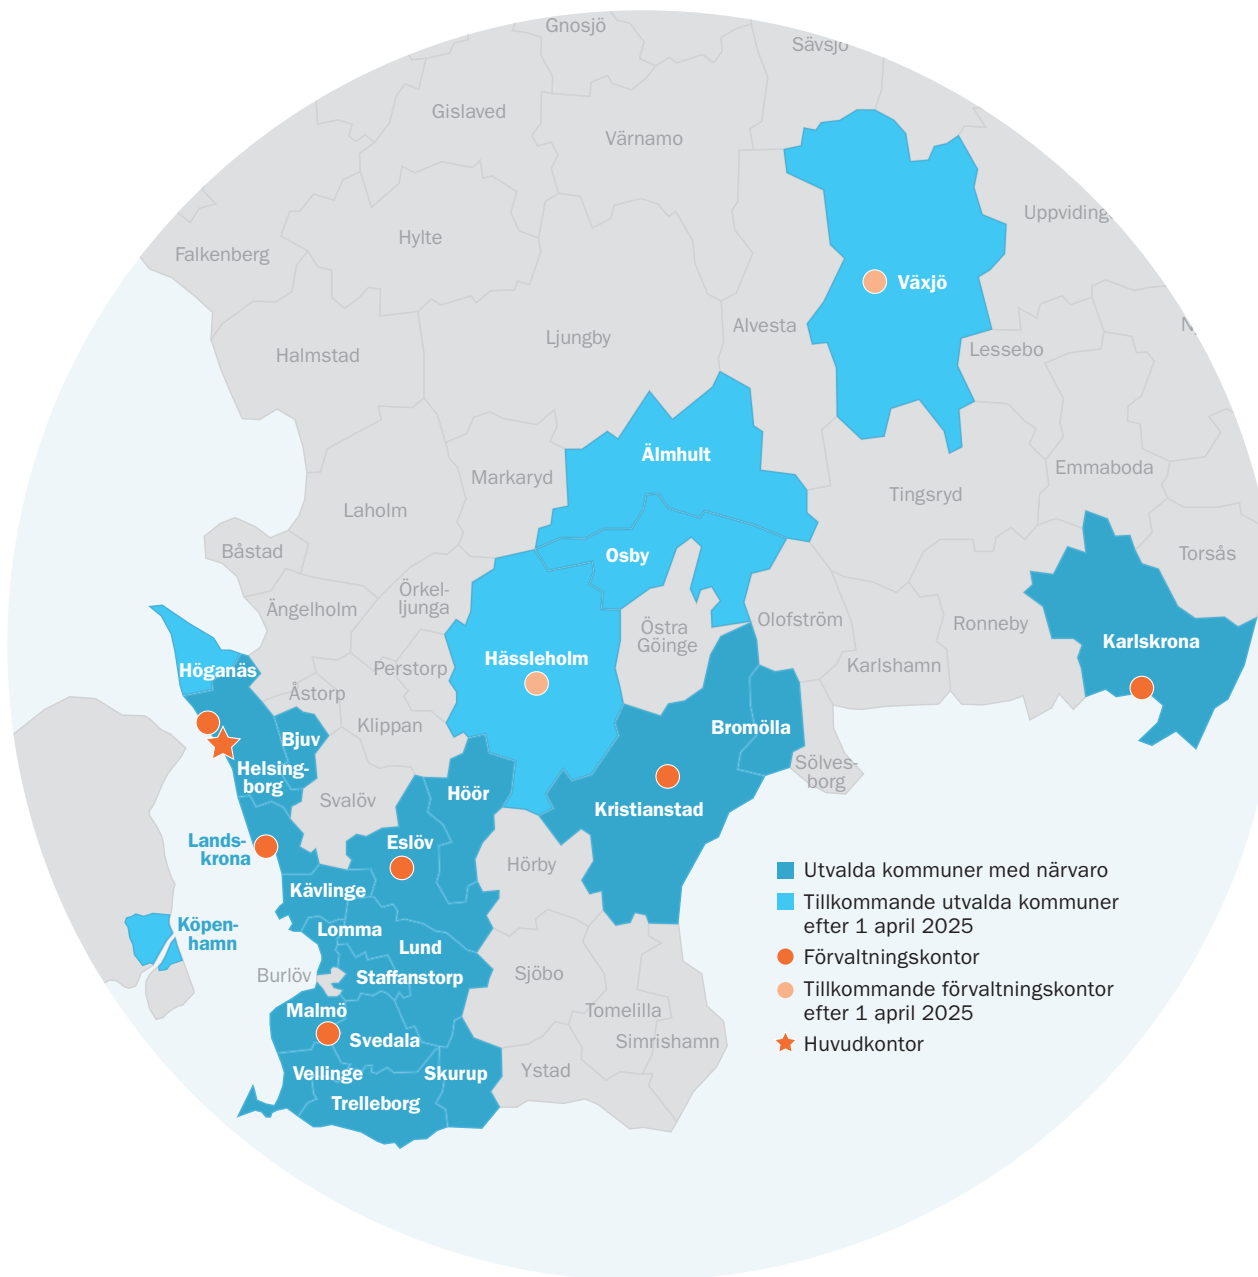 Gnosjö
Sävsjö
Gislaved
Värnamo
Uppviding
Hylte
Falkenberg
Växjö
Alvesta
Ljungby
Halmstad
Lessebo
Älmhult
Markaryd
Emmaboda
Tingsryd
Laholm
Båstad
Osby
Torsås
Örkel-
ljunga
Ängelholm
Olofström
Ronneby
Östra
Göinge
Karlskrona
Hässleholm
Karlshamn
Perstorp
Höganäs
Åstorp
Klippan
Bromölla
Bjuv
Sölves-
borg
Helsing-
borg
Höör
Svalöv
Kristianstad
Eslöv
Lands-
krona
Hörby
Utvalda kommuner med närvaro
Tillkommande utvalda kommuner
efter 1 april 2025
Förvaltningskontor
Tillkommande förvaltningskontor
efter 1 april 2025
Huvudkontor
Kävlinge
Köpen-
hamn
Lomma
Lund
Burlöv
Staffanstorp
Sjöbo
Malmö
Tomelilla
Svedala
Simrishamn
Vellinge
Skurup
Ystad
Trelleborg